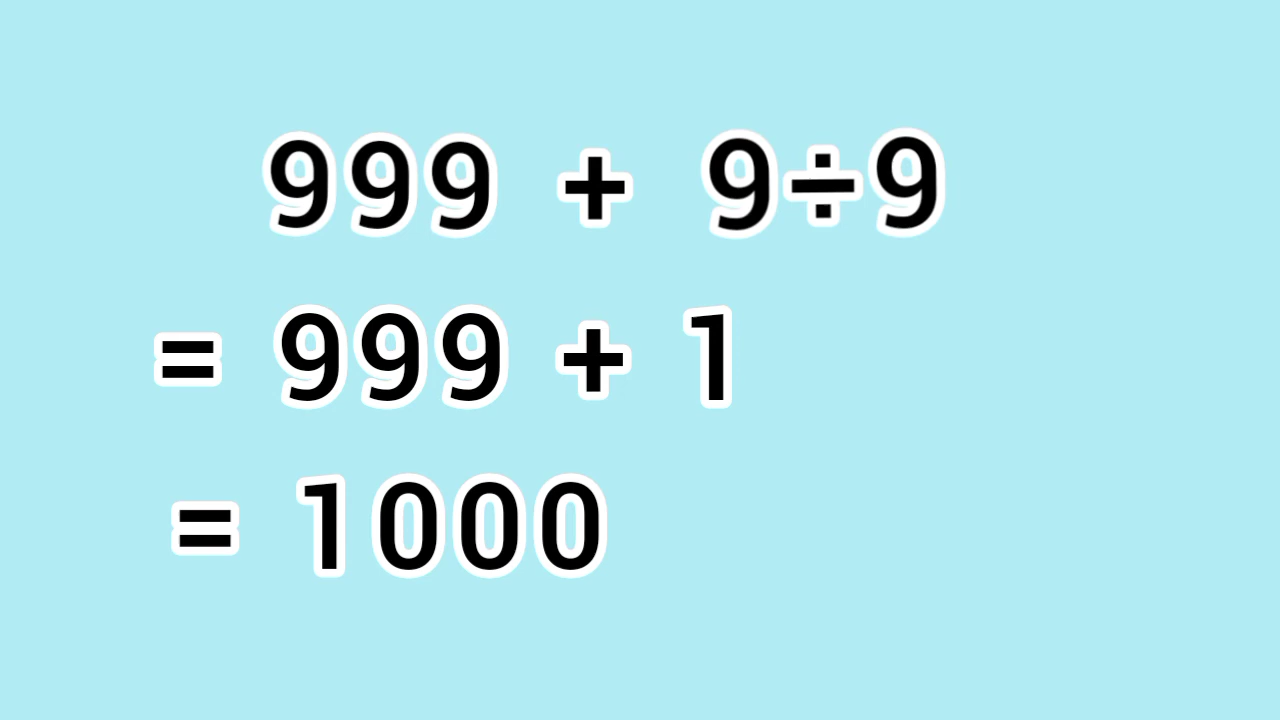 999 + 9÷9
= 999 + 1
= 1000